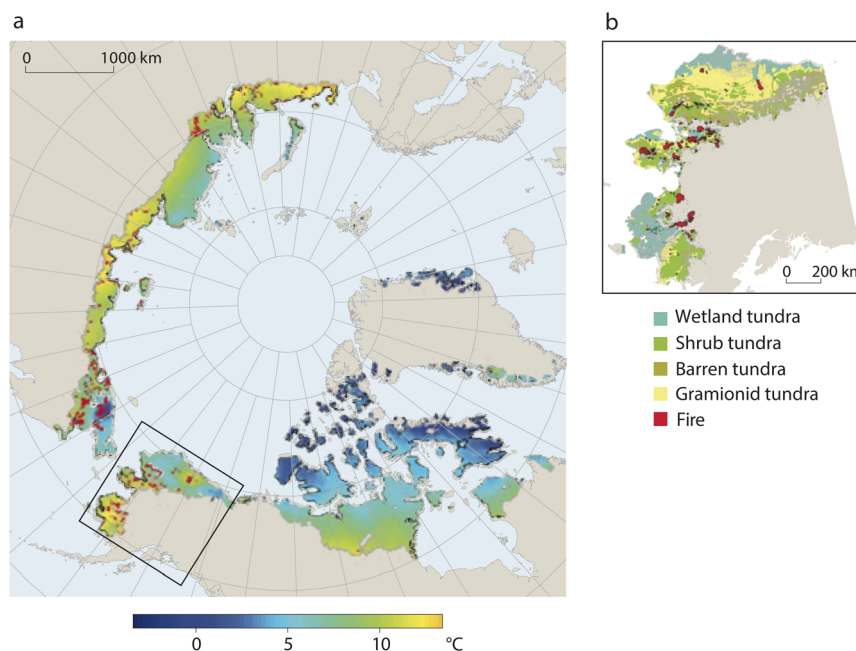 a
0 1000 km
b
0 200 km
Wetland tundra
Shrub tundra
Barren tundra
Gramionid tundra
Fire
0 5 10 °C